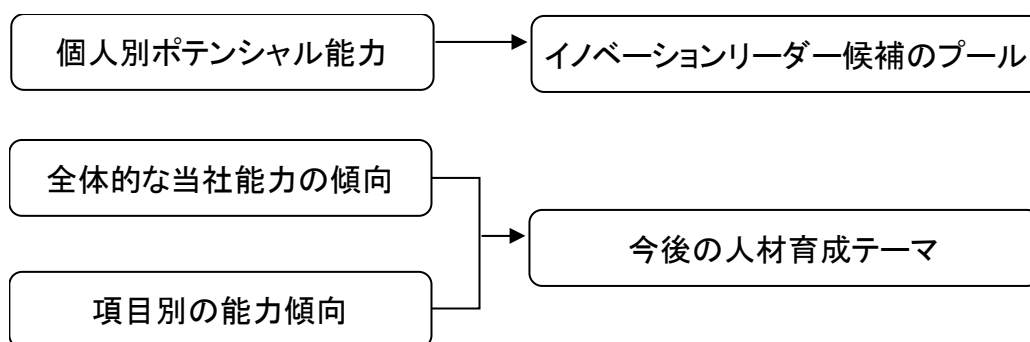 個人別ポテンシャル能力
イノベーションリーダー候補のプール
全体的な当社能力の傾向
今後の人材育成テーマ
項目別の能力傾向